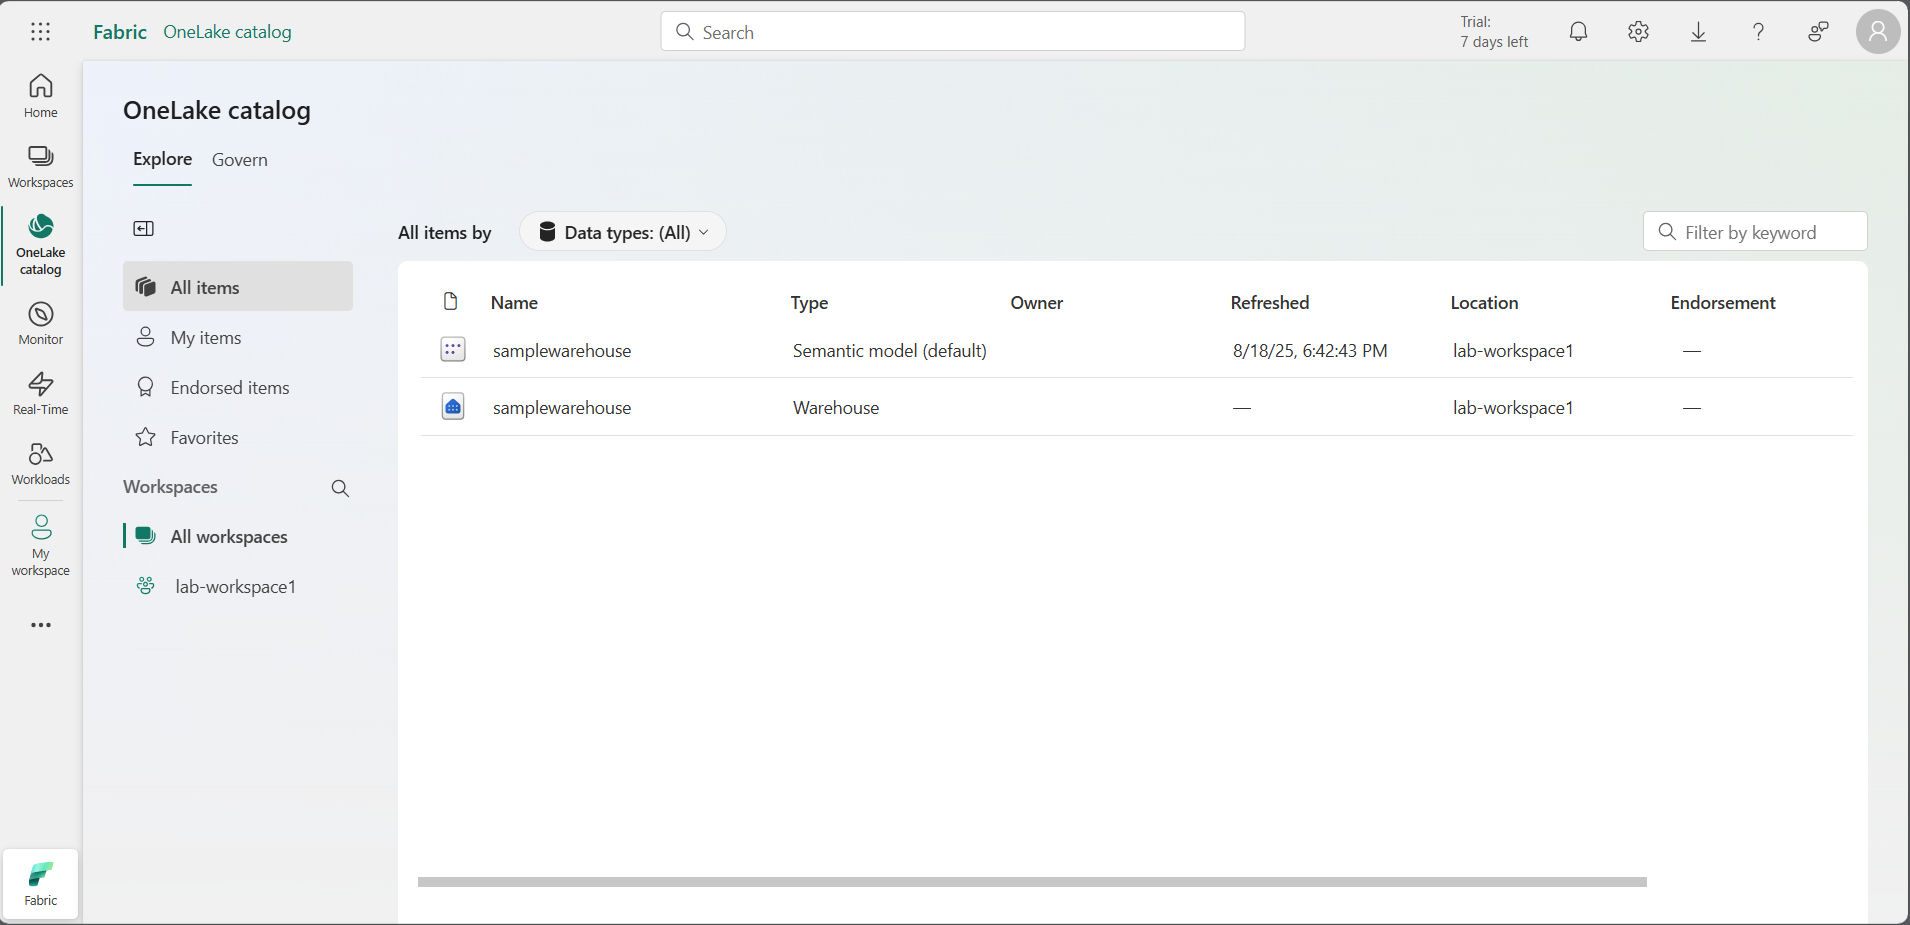 Fabric OneLake catalog
Search
Trial:
7 days left
Home
Workspaces
OneLake
catalog
Monitor
Real-Time
Workloads
My
workspace
Fabric
OneLake catalog
Explore Govern
All items
My items
Endorsed items
Favorites
Workspaces
All workspaces
lab-workspace1
All items by Data types: (All)
Filter by keyword
Name Type Owner Refreshed Location Endorsement
samplewarehouse Semantic model (default) 8/18/25, 6:42:43 PM lab-workspace1 —
samplewarehouse Warehouse — lab-workspace1 —